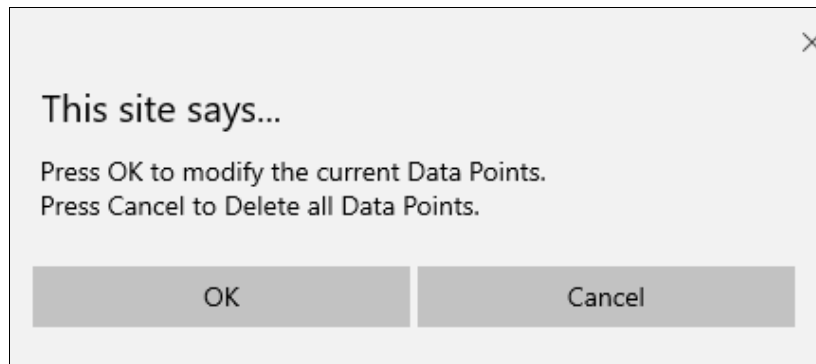 This site says...
Press OK to modify the current Data Points.
Press Cancel to Delete all Data Points.
OK
Cancel